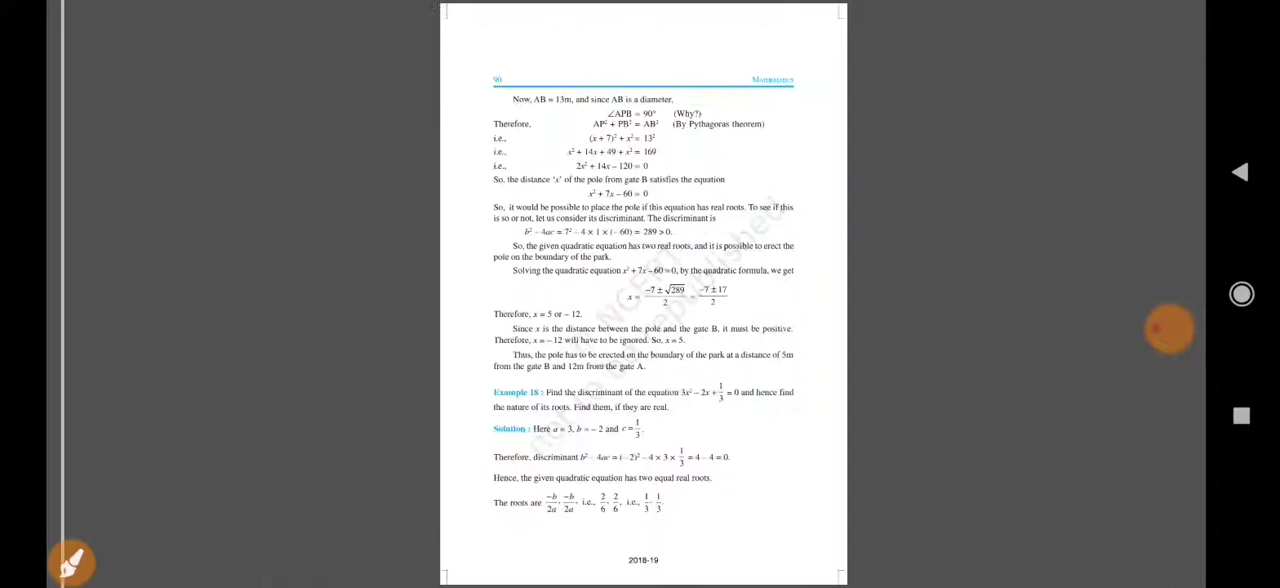 90 MATHEMATICS
Now, AB = 13m, and since AB is a diameter,
∠APB = 90° (Why?)
Therefore, AP² + PB² = AB² (By Pythagoras theorem)
i.e., (x + 7)² + x² = 13²
i.e., x² + 14x + 49 + x² = 169
i.e., 2x² + 14x – 120 = 0
So, the distance ‘x’ of the pole from gate B satisfies the equation
x² + 7x – 60 = 0
So, it would be possible to place the pole if this equation has real roots. To see if this
is so or not, let us consider its discriminant. The discriminant is
b² – 4ac = 7² – 4 × 1 × (– 60) = 289 > 0.
So, the given quadratic equation has two real roots, and it is possible to erect the
pole on the boundary of the park.
Solving the quadratic equation x² + 7x – 60 = 0, by the quadratic formula, we get
x = (–7 ± √289)/2 = (–7 ± 17)/2
Therefore, x = 5 or – 12.
Since x is the distance between the pole and the gate B, it must be positive.
Therefore, x = – 12 will have to be ignored. So, x = 5.
Thus, the pole has to be erected on the boundary of the park at a distance of 5m
from the gate B and 12m from the gate A.
Example 18 : Find the discriminant of the equation 3x² – 2x + 1/3 = 0 and hence find
the nature of its roots. Find them, if they are real.
Solution : Here a = 3, b = – 2 and c = 1/3.
Therefore, discriminant b² – 4ac = (– 2)² – 4 × 3 × 1/3 = 4 – 4 = 0.
Hence, the given quadratic equation has two equal real roots.
The roots are –b/2a, –b/2a, i.e., 2/6, 2/6, i.e., 1/3, 1/3.
NCERT
not to be republished
2018-19